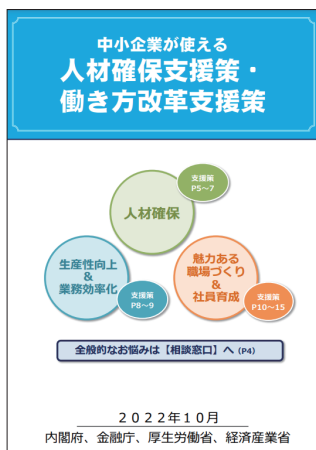 中小企業が使える
人材確保支援策・
働き方改革支援策
支援策
P5～7
人材確保
生産性向上
&
業務効率化
支援策
P8～9
魅力ある
職場づくり
&
社員育成
支援策
P10～15
全般的なお悩みは【相談窓口】へ (P4)
２０２２年１０月
内閣府、金融庁、厚生労働省、経済産業省